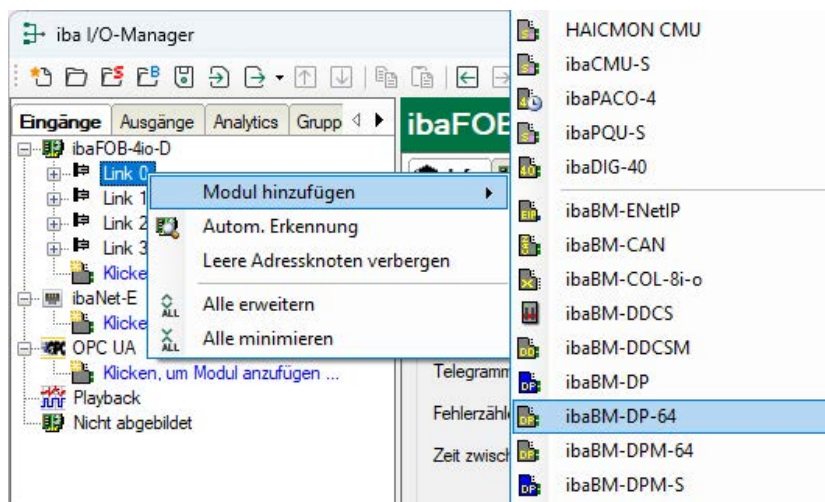 iba I/O-Manager
Eingänge Ausgänge Analytics Grupp
ibaFOB-4io-D
Link 0
Link 1
Link 2
Link 3
Klicke
ibaNet-E
Klicke
OPC UA
Klicken, um Modul anzufügen ...
Playback
Nicht abgebildet
ibaFOB
Modul hinzufügen
Autom. Erkennung
Leere Adressknoten verbergen
Alle erweitern
Alle minimieren
Telegramm
Fehlerzähl
Zeit zwisch
HAICMON CMU
ibaCMU-S
ibaPACO-4
ibaPQU-S
ibaDIG-40
ibaBM-ENetIP
ibaBM-CAN
ibaBM-COL-8i-o
ibaBM-DDCS
ibaBM-DDCSM
ibaBM-DP
ibaBM-DP-64
ibaBM-DPM-64
ibaBM-DPM-S